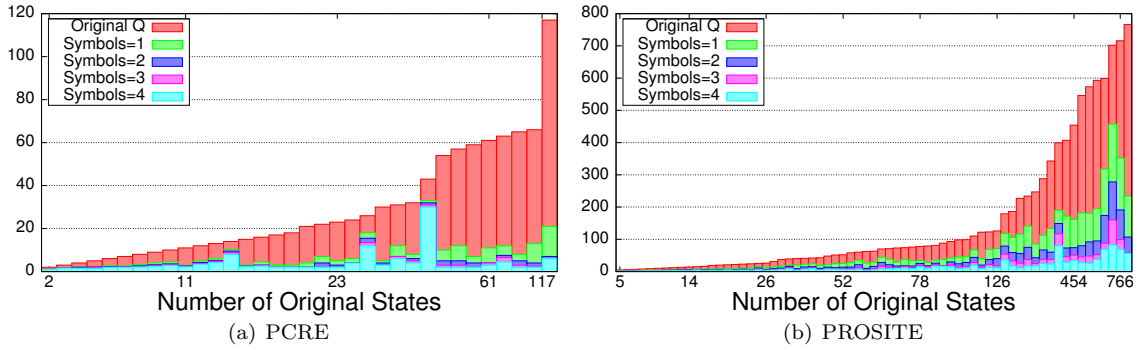 120
100
80
60
40
20
0
Original Q
Symbols=1
Symbols=2
Symbols=3
Symbols=4
2 11 23 61 117
Number of Original States
(a) PCRE
800
700
600
500
400
300
200
100
0
Original Q
Symbols=1
Symbols=2
Symbols=3
Symbols=4
5 14 26 52 78 126 454 766
Number of Original States
(b) PROSITE